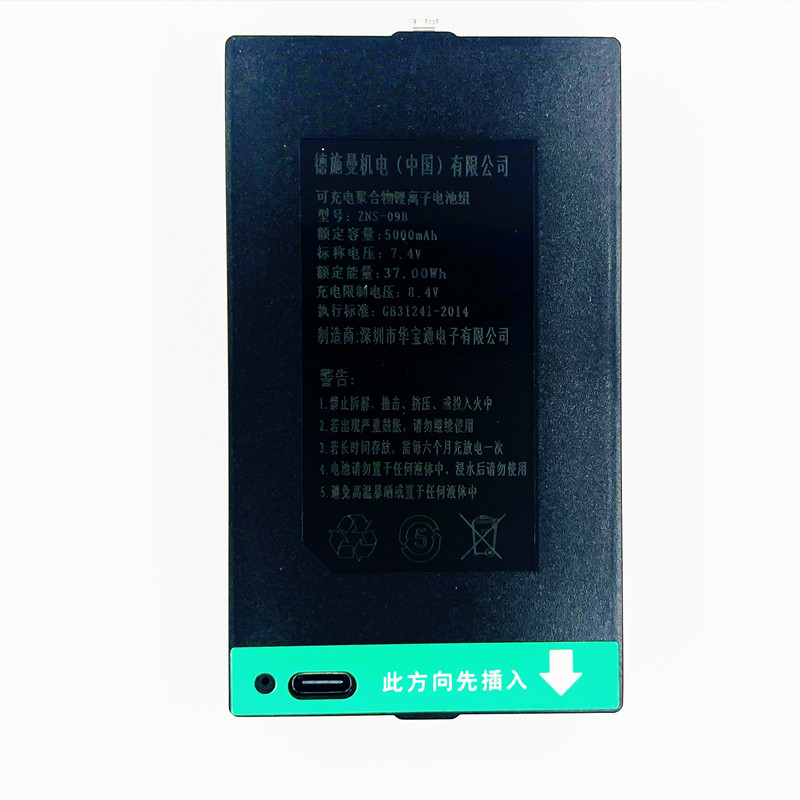 德施曼机电（中国）有限公司
可充电聚合物锂离子电池组
型号：ZNS-09B
额定容量：5000mAh
标称电压：7.4V
额定能量：37.00Wh
充电限制电压：8.4V
执行标准：GB31241-2014
制造商：深圳市华宝通电子有限公司
警告：
1.禁止拆解、撞击、挤压、或投入火中
2.若出现严重鼓胀，请勿继续使用
3.若长时间存放，需每六个月充放电一次
4.电池请勿置于任何液体中，浸水后请勿使用
5.避免高温暴晒或置于任何液体中
5
此方向先插入